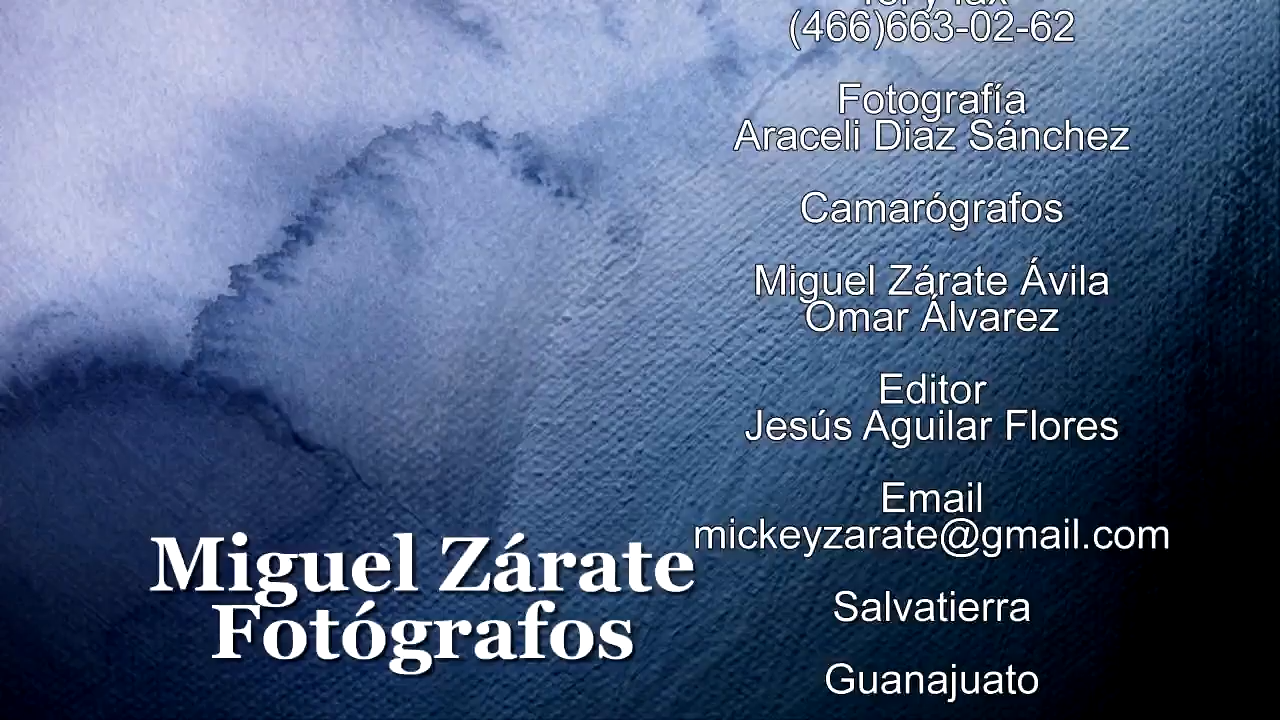 (466)663-02-62
Fotografía
Araceli Diaz Sánchez
Camarógrafos
Miguel Zárate Ávila
Omar Álvarez
Editor
Jesús Aguilar Flores
Email
mickeyzarate@gmail.com
Salvatierra
Guanajuato
Miguel Zárate
Fotógrafos